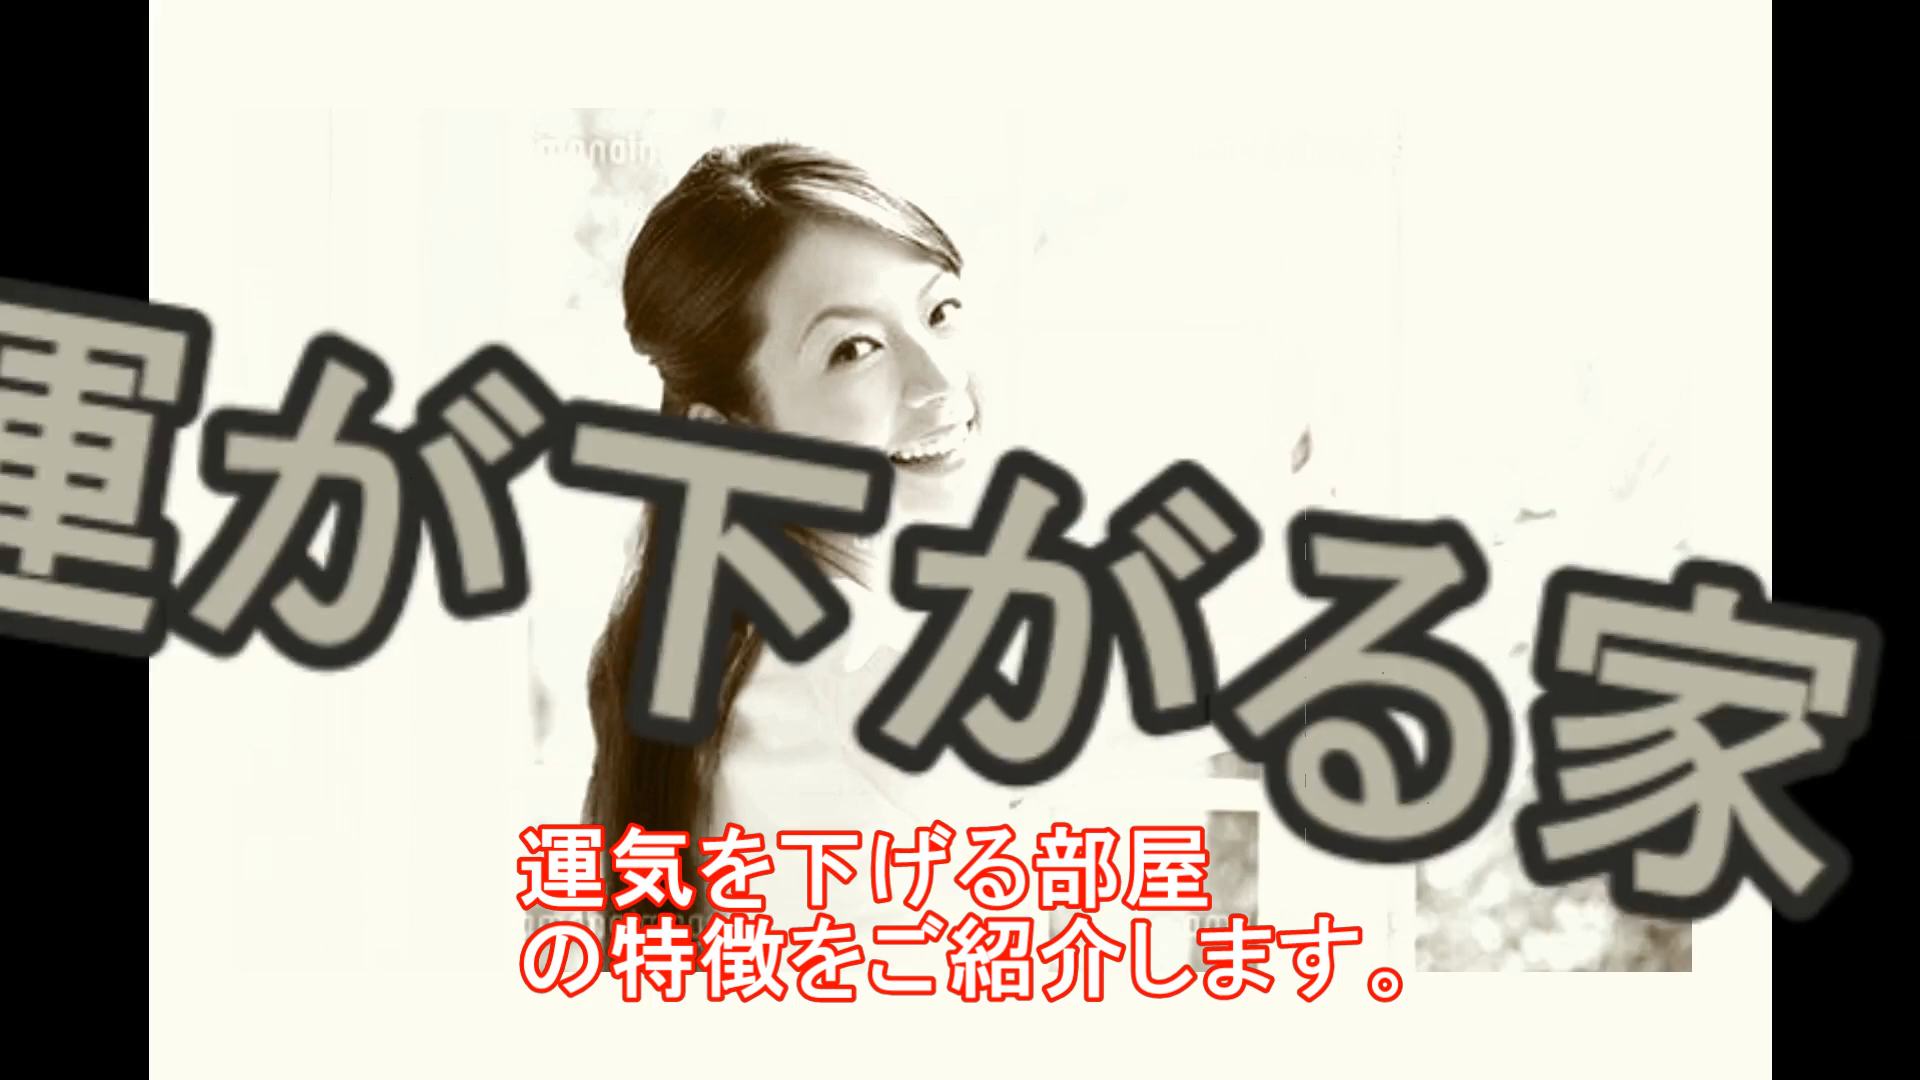 運が下がる家
運気を下げる部屋
の特徴をご紹介します。